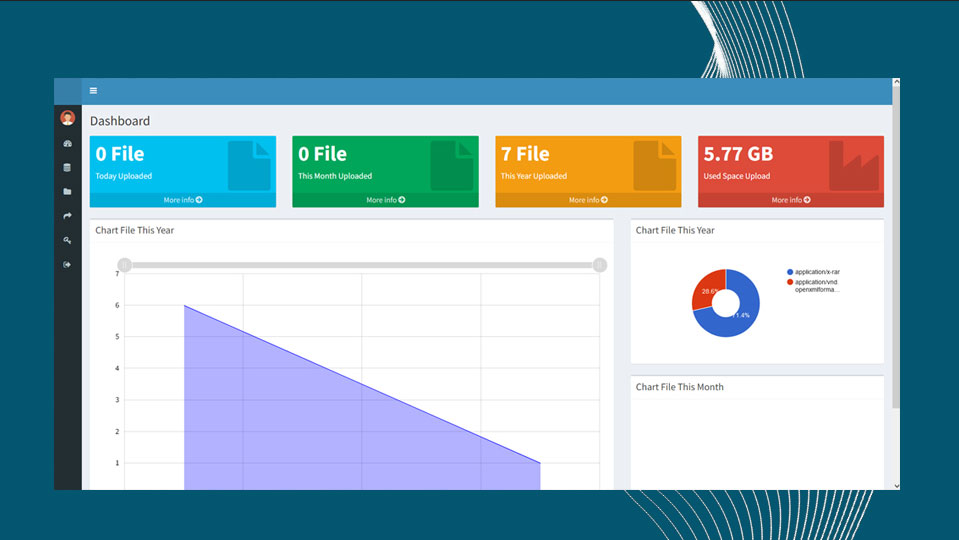 Dashboard
0 File
Today Uploaded
More info
0 File
This Month Uploaded
More info
7 File
This Year Uploaded
More info
5.77 GB
Used Space Upload
More info
Chart File This Year
7
6
5
4
3
2
1
Chart File This Year
28.6%
71.4%
application/x-rar
application/vnd
openxmlforma...
Chart File This Month